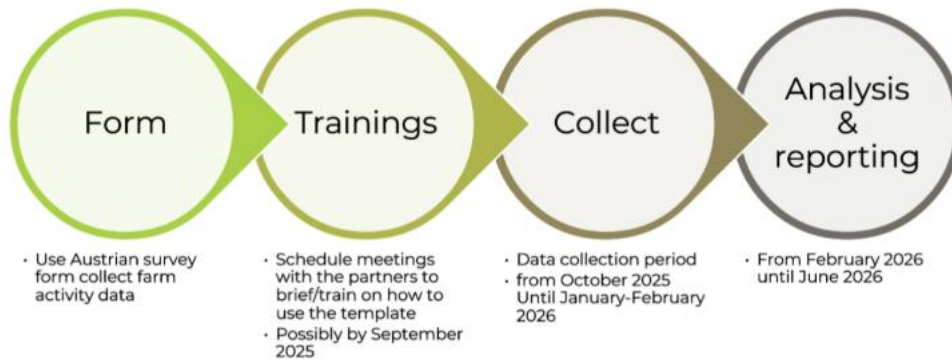 Form
Trainings
Collect
Analysis
&
reporting
• Use Austrian survey
form collect farm
activity data
• Schedule meetings
with the partners to
brief/train on how to
use the template
• Possibly by September
2025
• Data collection period
• from October 2025
Until January-February
2026
• From February 2026
until June 2026